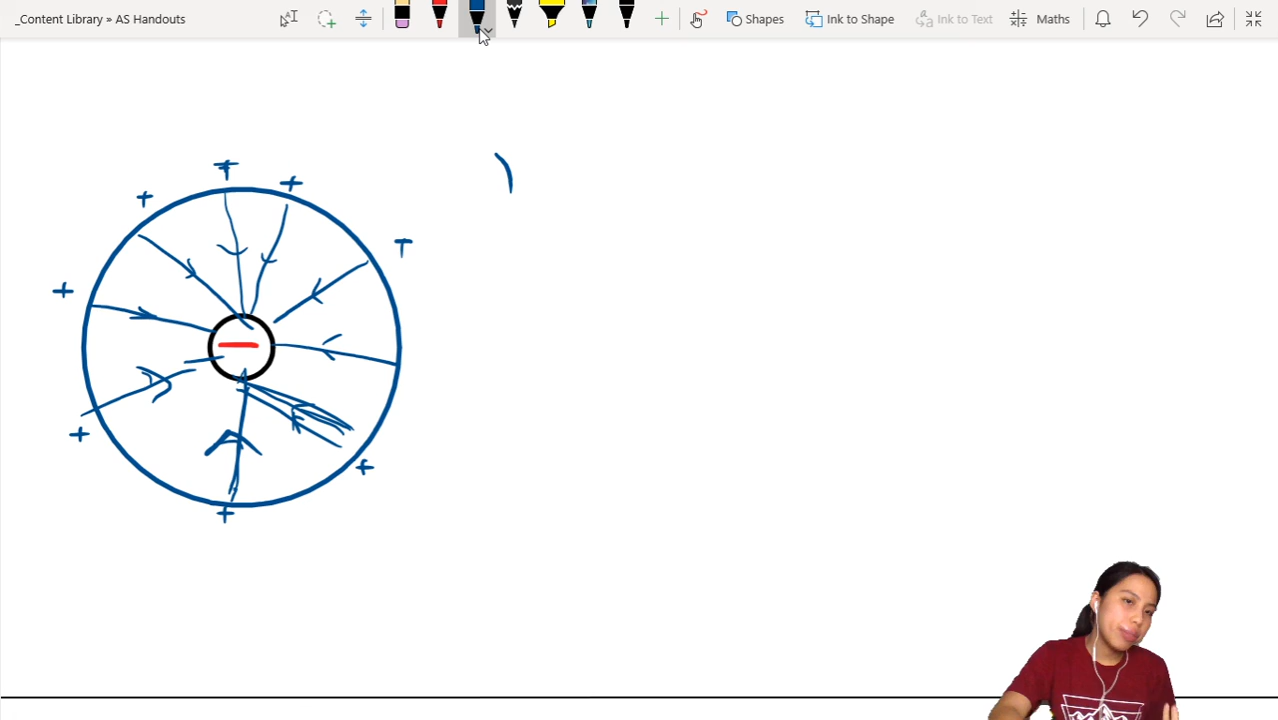 _Content Library » AS Handouts
Shapes
Ink to Shape
Ink to Text
Maths
+
+
+
+
+
+
+
+
+
−